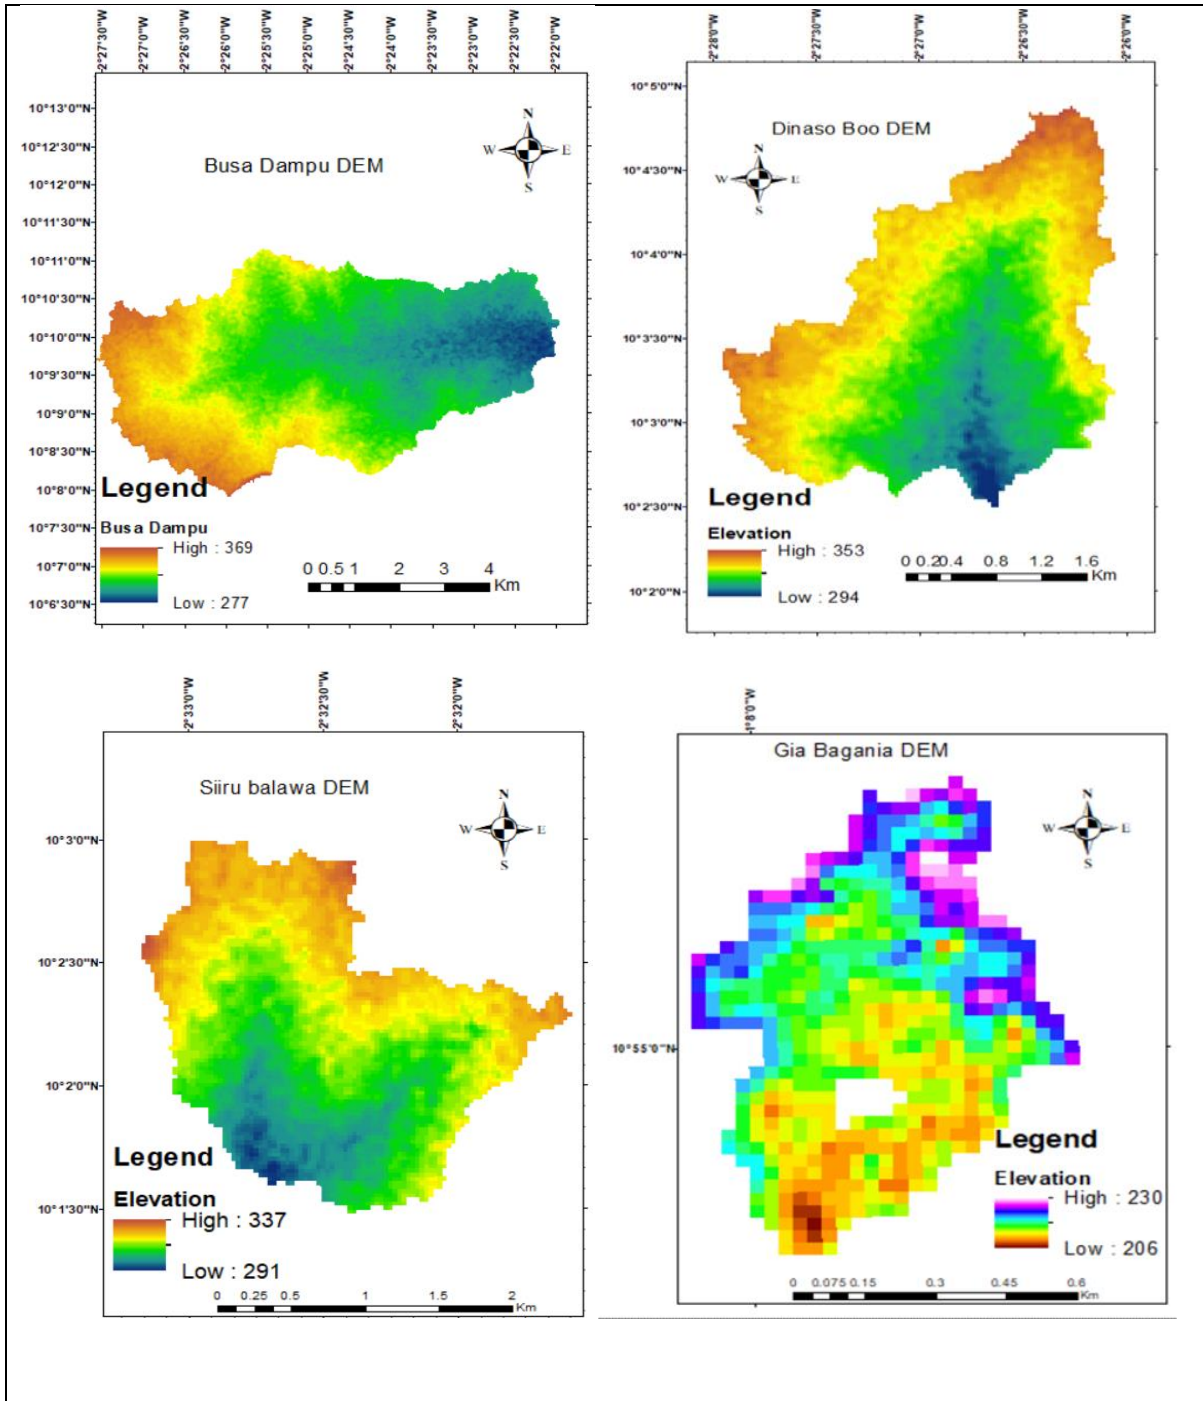 2°27'30"W 2°27'0"W 2°26'30"W 2°26'0"W 2°25'30"W 2°25'0"W 2°24'30"W 2°24'0"W 2°23'30"W 2°23'0"W 2°22'30"W 2°22'0"W
10°13'0"N
10°12'30"N
10°12'0"N
10°11'30"N
10°11'0"N
10°10'30"N
10°10'0"N
10°9'30"N
10°9'0"N
10°8'30"N
10°8'0"N
10°7'30"N
10°7'0"N
10°6'30"N
Busa Dampu DEM
N
W E
S
Legend
Busa Dampu
High : 369
Low : 277
0 0.5 1 2 3 4
Km
2°28'0"W 2°27'30"W 2°27'0"W 2°26'30"W 2°26'0"W
10°5'0"N
10°4'30"N
10°4'0"N
10°3'30"N
10°3'0"N
10°2'30"N
10°2'0"N
Dinaso Boo DEM
N
W E
S
Legend
Elevation
High : 353
Low : 294
0 0.2 0.4 0.8 1.2 1.6
Km
2°33'0"W 2°32'30"W 2°32'0"W
10°3'0"N
10°2'30"N
10°2'0"N
10°1'30"N
Siiru balawa DEM
N
W E
S
Legend
Elevation
High : 337
Low : 291
0 0.25 0.5 1 1.5 2
Km
1°8'0"W
10°55'0"N
Gia Bagania DEM
N
W E
S
Legend
Elevation
High : 230
Low : 206
0 0.075 0.15 0.3 0.45 0.6
Km